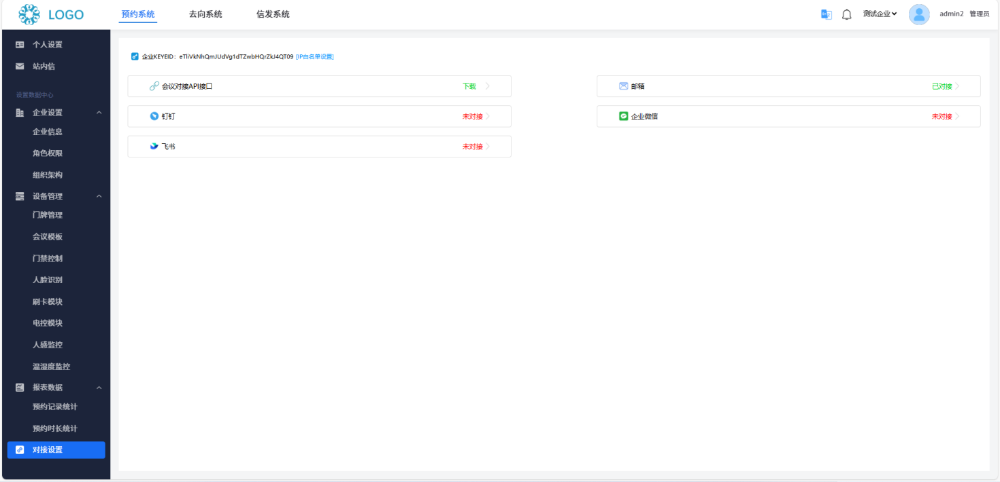 LOGO
预约系统
去向系统
信发系统
测试企业
admin2 管理员
个人设置
站内信
设置数据中心
企业设置
企业信息
角色权限
组织架构
设备管理
门牌管理
会议模板
门禁控制
人脸识别
刷卡模块
电控模块
人感监控
温湿度监控
报表数据
预约记录统计
预约时长统计
对接设置
企业KEYEID：eTliVkNhQmJUdVg1dTZwbHQrZkJ4QT09 [IP白名单设置]
会议对接API接口 下载
邮箱 已对接
钉钉 未对接
企业微信 未对接
飞书 未对接